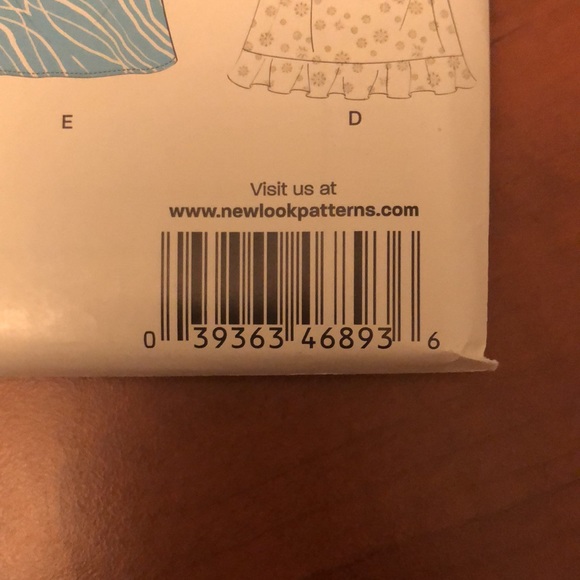 E
D
Visit us at
www.newlookpatterns.com
0 39363 46893 6